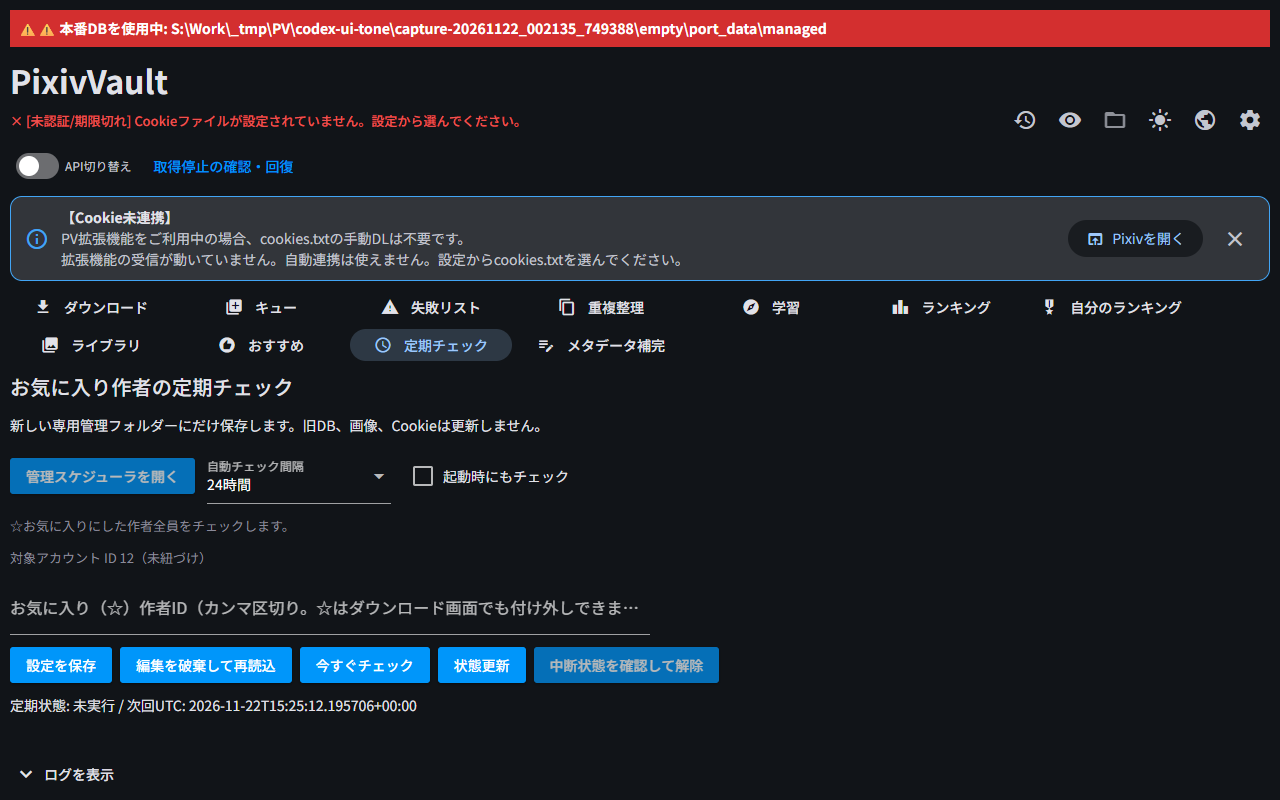 ⚠⚠ 本番DBを使用中: S:\Work\_tmp\PV\codex-ui-tone\capture-20261122_002135_749388\empty\port_data\managed
PixivVault
× [未認証/期限切れ] Cookieファイルが設定されていません。設定から選んでください。
API切り替え 取得停止の確認・回復
【Cookie未連携】
PV拡張機能をご利用中の場合、cookies.txtの手動DLは不要です。
拡張機能の受信が動いていません。自動連携は使えません。設定からcookies.txtを選んでください。
Pixivを開く
ダウンロード キュー 失敗リスト 重複整理 学習 ランキング 自分のランキング
ライブラリ おすすめ 定期チェック メタデータ補完
お気に入り作者の定期チェック
新しい専用管理フォルダーにだけ保存します。旧DB、画像、Cookieは更新しません。
管理スケジューラを開く
自動チェック間隔
24時間
起動時にもチェック
☆お気に入りにした作者全員をチェックします。
対象アカウント ID 12（未紐づけ）
お気に入り（☆）作者ID（カンマ区切り。☆はダウンロード画面でも付け外しできま…
設定を保存 編集を破棄して再読込 今すぐチェック 状態更新 中断状態を確認して解除
定期状態: 未実行 / 次回UTC: 2026-11-22T15:25:12.195706+00:00
ログを表示